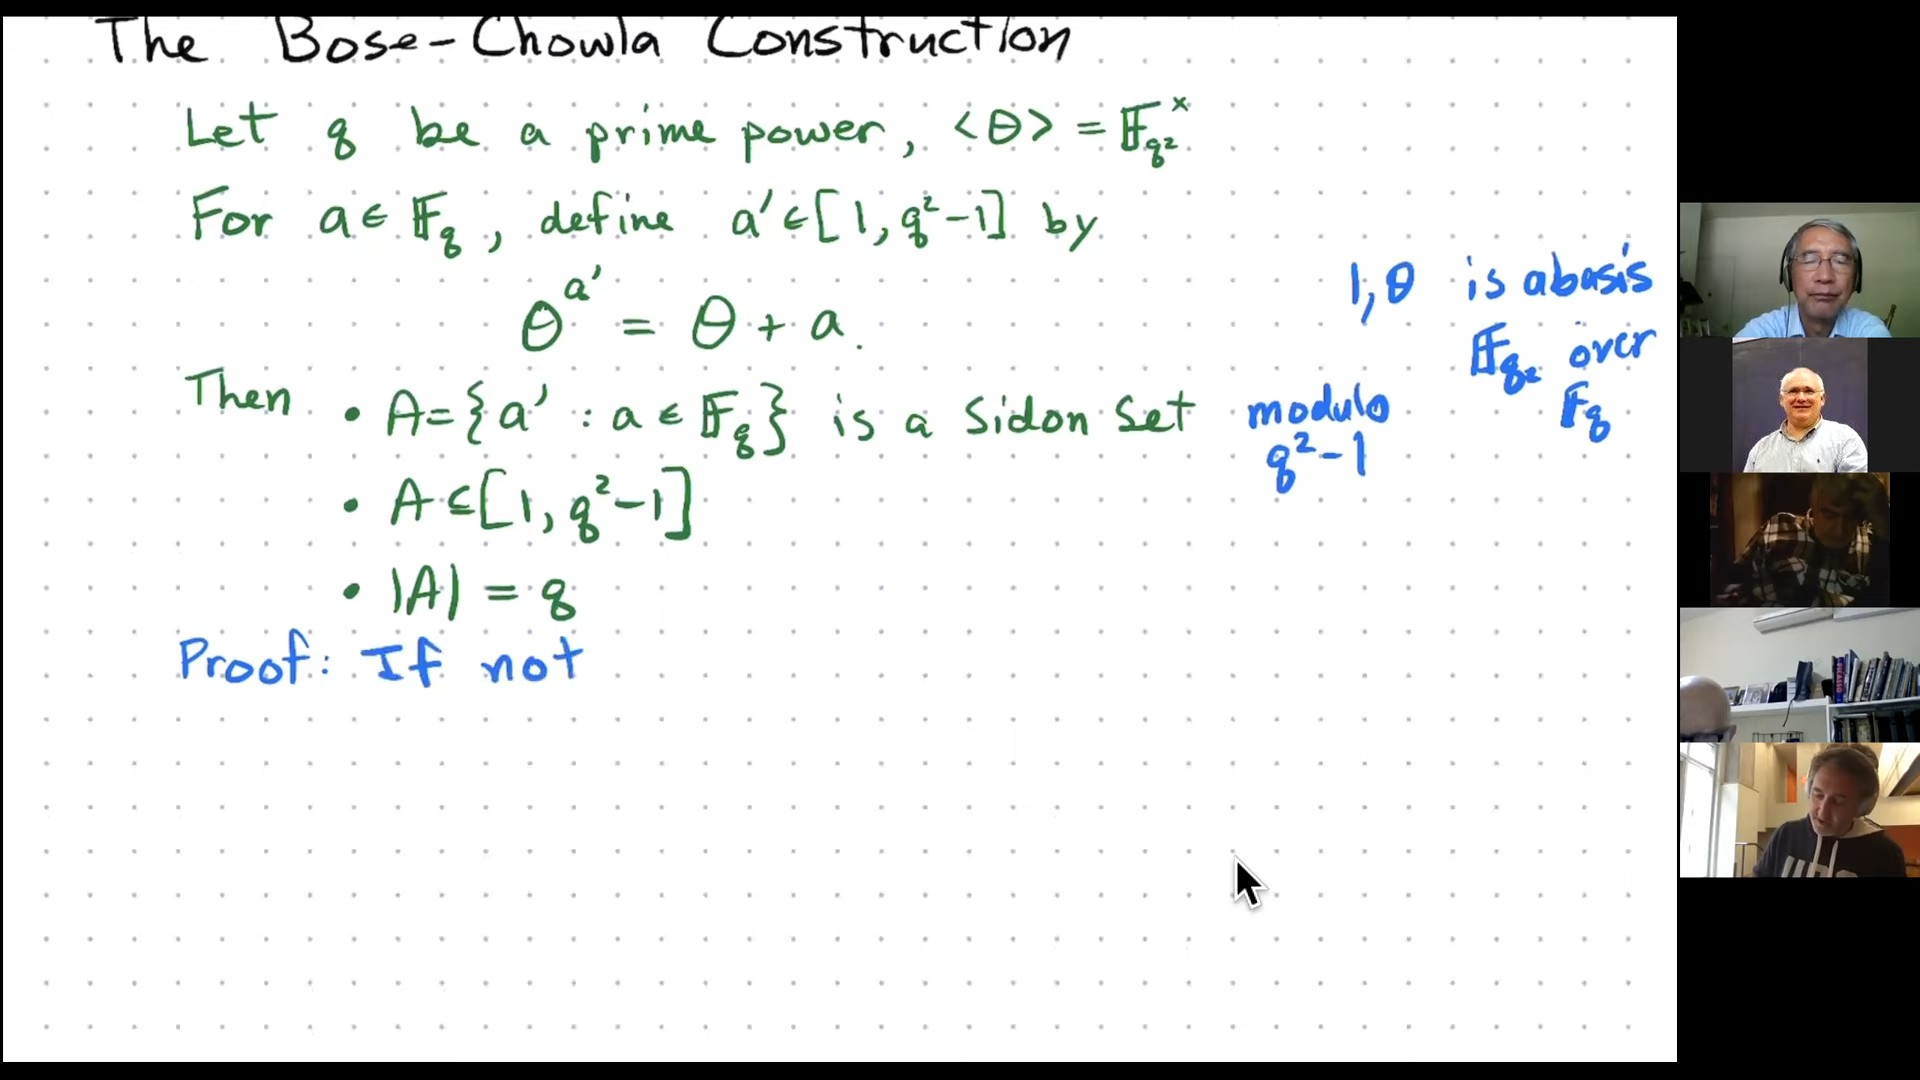 The Bose-Chowla Construction
Let q be a prime power, <θ> = 𝔽_{q²}^×
For a ∈ 𝔽_q, define a' ∈ [1, q²-1] by
θ^{a'} = θ + a.
1, θ is a basis
𝔽_{q²} over
𝔽_q
Then • A = {a' : a ∈ 𝔽_q} is a Sidon Set modulo
q²-1
• A ⊆ [1, q²-1]
• |A| = q
Proof: If not